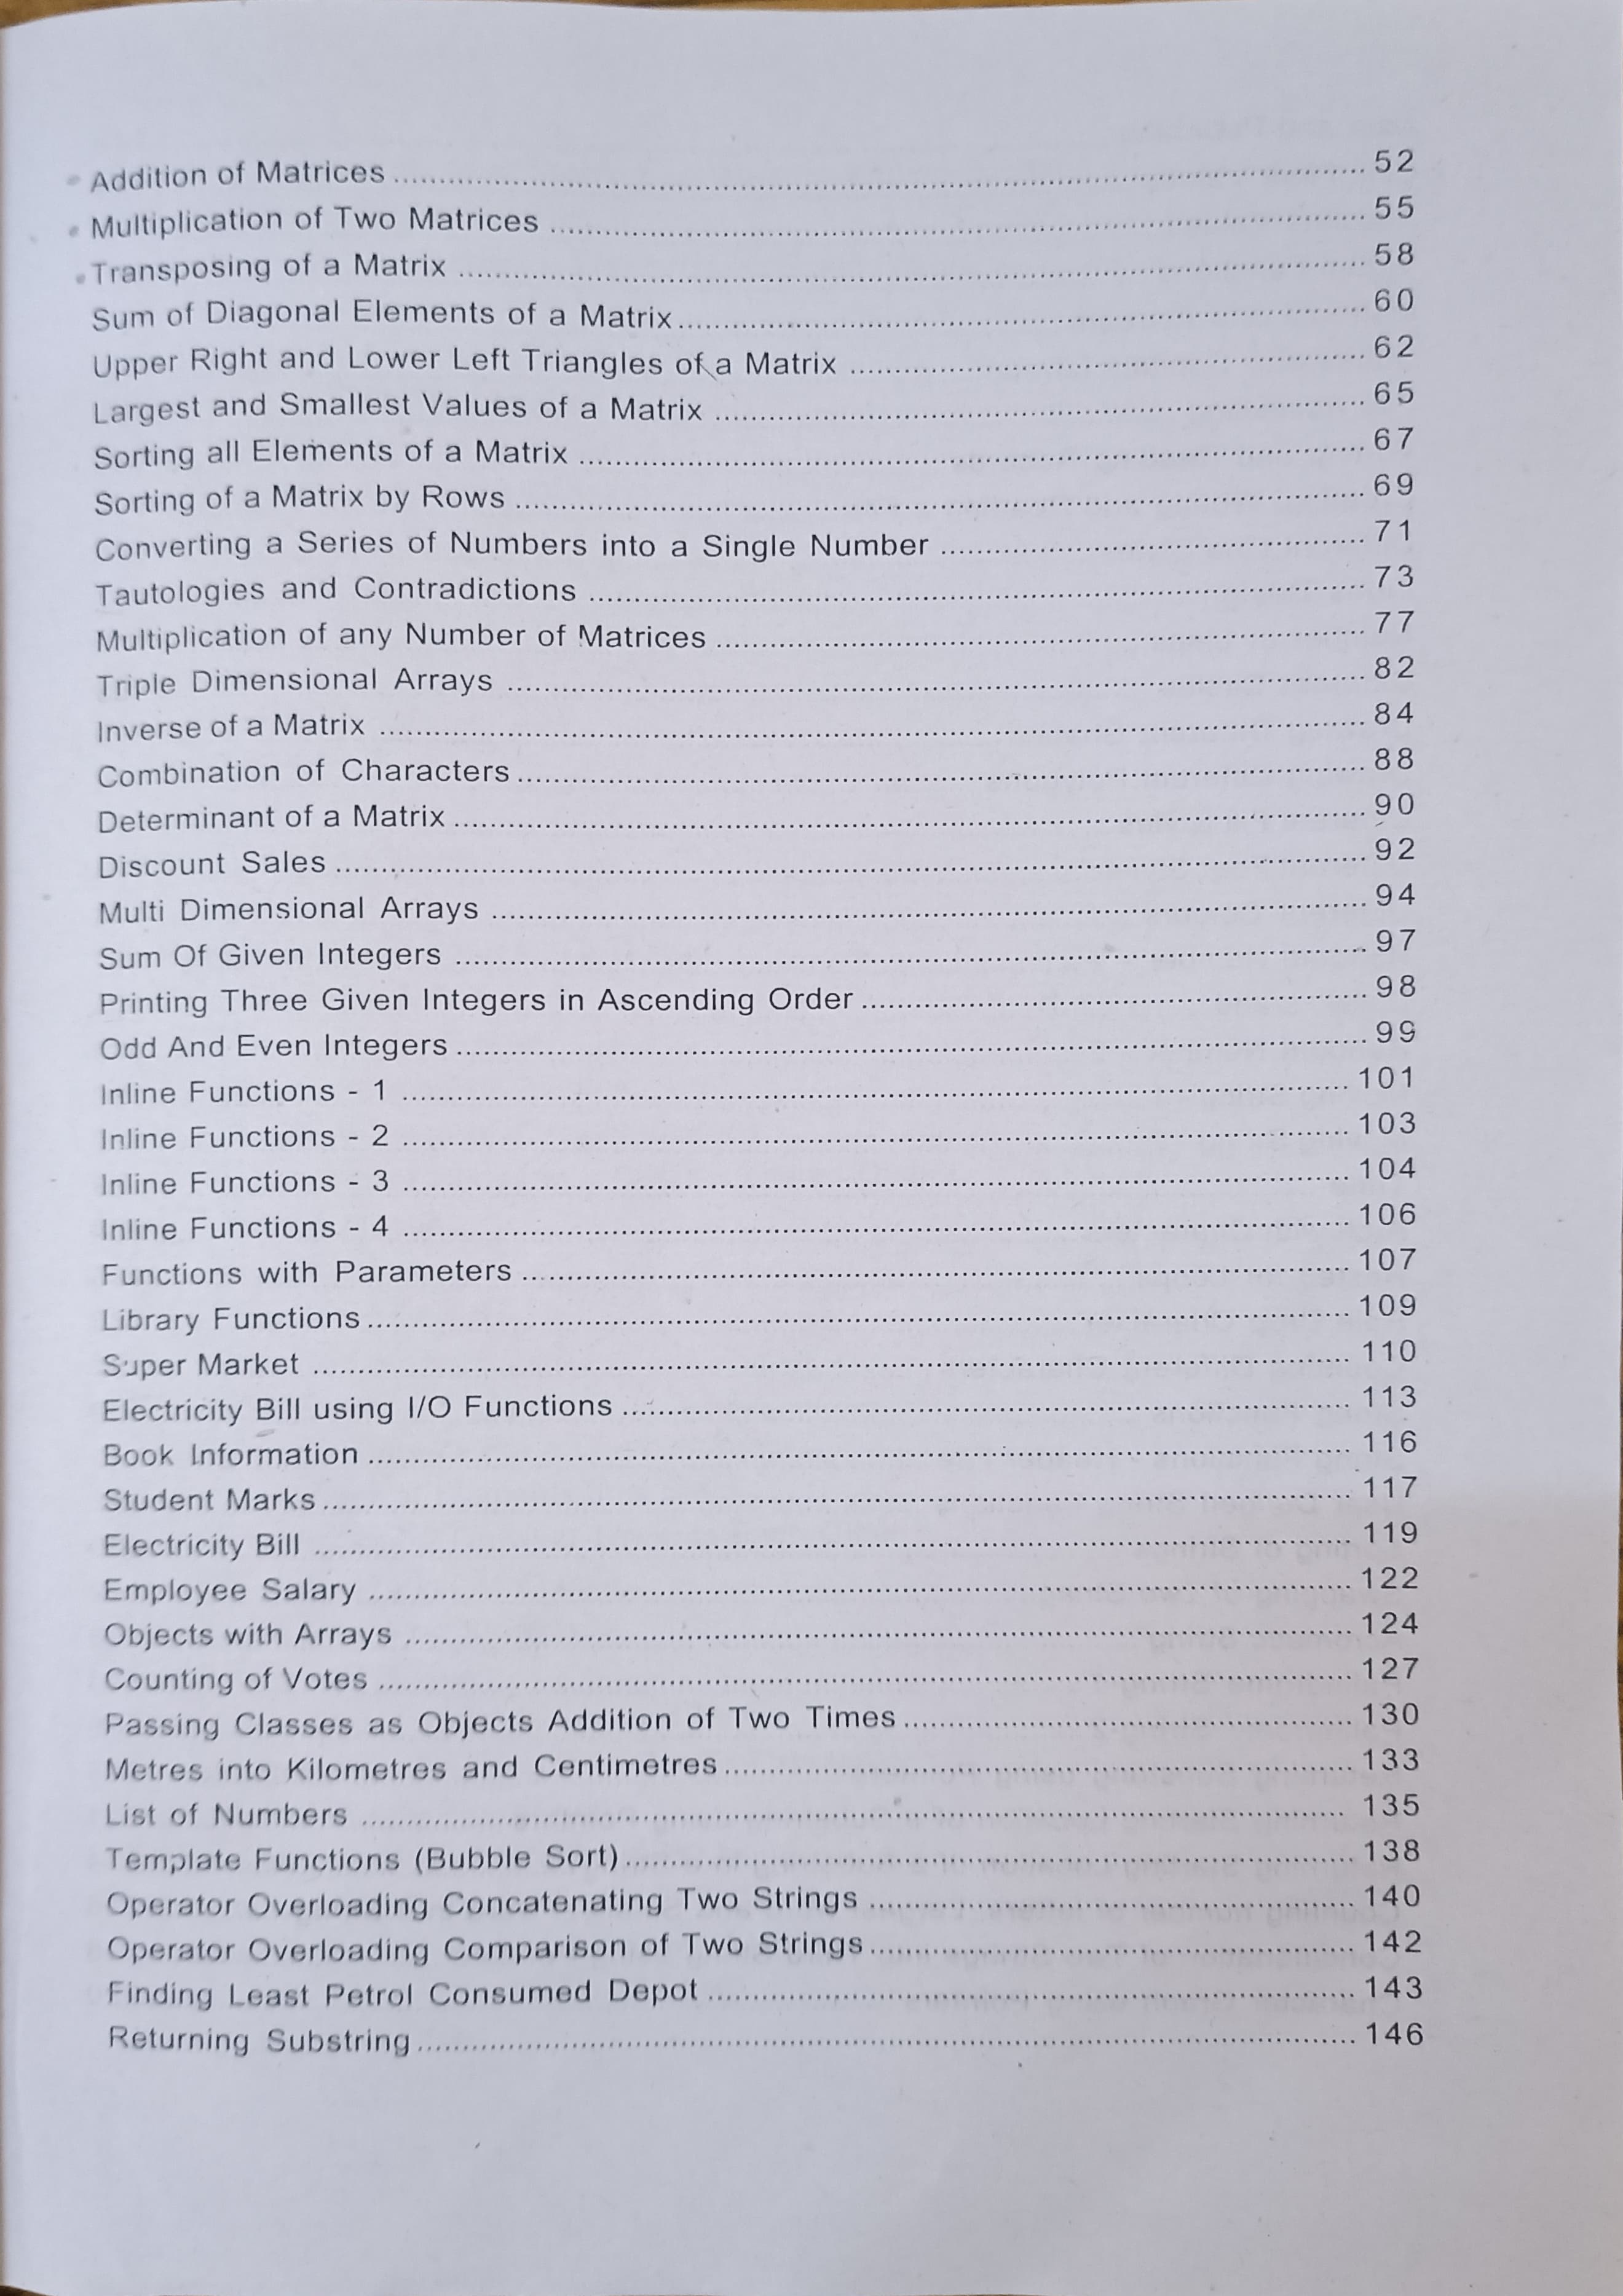 Addition of Matrices ........................ 52
Multiplication of Two Matrices ........................ 55
Transposing of a Matrix ........................ 58
Sum of Diagonal Elements of a Matrix ........................ 60
Upper Right and Lower Left Triangles of a Matrix ........................ 62
Largest and Smallest Values of a Matrix ........................ 65
Sorting all Elements of a Matrix ........................ 67
Sorting of a Matrix by Rows ........................ 69
Converting a Series of Numbers into a Single Number ........................ 71
Tautologies and Contradictions ........................ 73
Multiplication of any Number of Matrices ........................ 77
Triple Dimensional Arrays ........................ 82
Inverse of a Matrix ........................ 84
Combination of Characters ........................ 88
Determinant of a Matrix ........................ 90
Discount Sales ........................ 92
Multi Dimensional Arrays ........................ 94
Sum Of Given Integers ........................ 97
Printing Three Given Integers in Ascending Order ........................ 98
Odd And Even Integers ........................ 99
Inline Functions - 1 ........................ 101
Inline Functions - 2 ........................ 103
Inline Functions - 3 ........................ 104
Inline Functions - 4 ........................ 106
Functions with Parameters ........................ 107
Library Functions ........................ 109
Super Market ........................ 110
Electricity Bill using I/O Functions ........................ 113
Book Information ........................ 116
Student Marks ........................ 117
Electricity Bill ........................ 119
Employee Salary ........................ 122
Objects with Arrays ........................ 124
Counting of Votes ........................ 127
Passing Classes as Objects Addition of Two Times ........................ 130
Metres into Kilometres and Centimetres ........................ 133
List of Numbers ........................ 135
Template Functions (Bubble Sort) ........................ 138
Operator Overloading Concatenating Two Strings ........................ 140
Operator Overloading Comparison of Two Strings ........................ 142
Finding Least Petrol Consumed Depot ........................ 143
Returning Substring ........................ 146